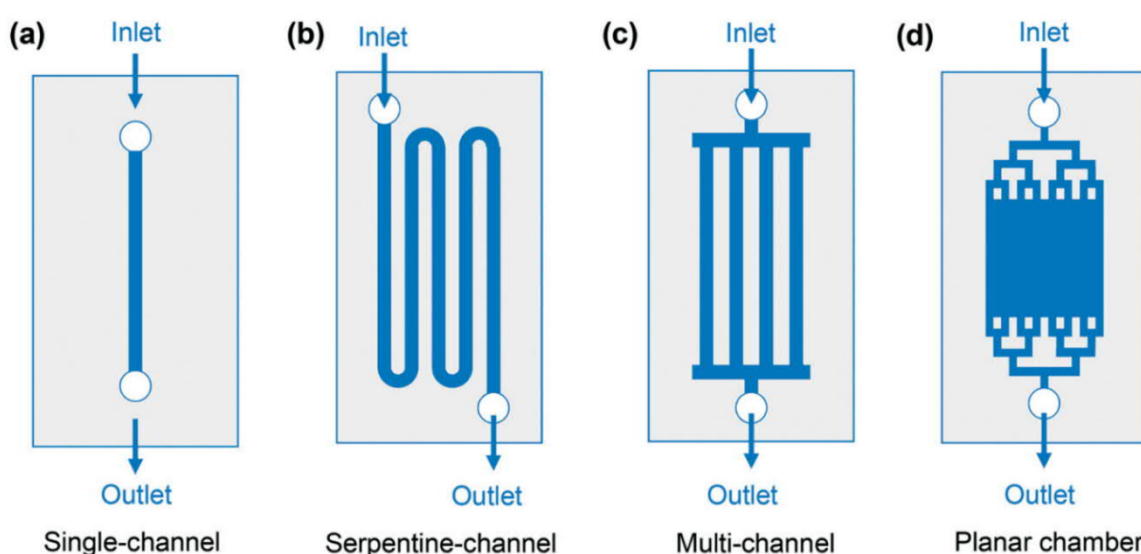 (a)
Inlet
Outlet
Single-channel
(b)
Inlet
Outlet
Serpentine-channel
(c)
Inlet
Outlet
Multi-channel
(d)
Inlet
Outlet
Planar chamber